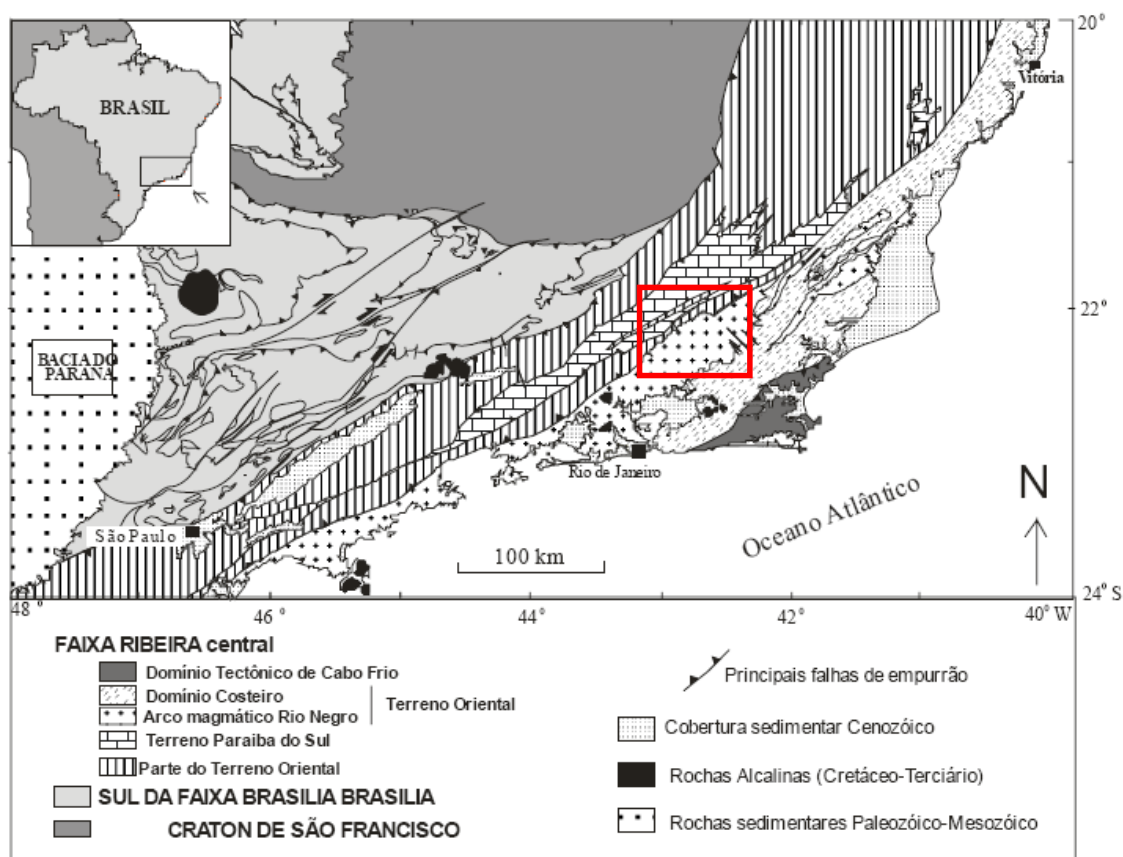 20°
Vitória
BRASIL
22°
BACIA DO
PARANA
Rio de Janeiro
São Paulo
Oceano Atlântico
N
100 km
24° S
48°
46°
44°
42°
40° W
FAIXA RIBEIRA central
Domínio Tectônico de Cabo Frio
Domínio Costeiro
Arco magmático Rio Negro
Terreno Oriental
Terreno Paraiba do Sul
Parte do Terreno Oriental
SUL DA FAIXA BRASILIA BRASILIA
CRATON DE SÃO FRANCISCO
Principais falhas de empurrão
Cobertura sedimentar Cenozóico
Rochas Alcalinas (Cretáceo-Terciário)
Rochas sedimentares Paleozóico-Mesozóico